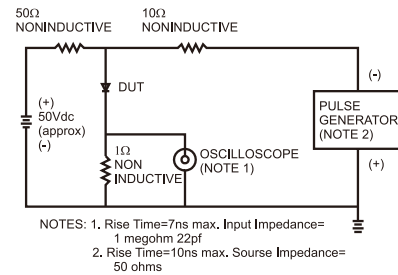 50Ω
NONINDUCTIVE
10Ω
NONINDUCTIVE
DUT
(+)
50Vdc
(approx)
(-)
(-)
PULSE
GENERATOR
(NOTE 2)
(+)
1Ω
NON
INDUCTIVE
OSCILLOSCOPE
(NOTE 1)
NOTES: 1. Rise Time=7ns max. Input Impedance=
1 megohm 22pf
2. Rise Time=10ns max. Sourse Impedance=
50 ohms